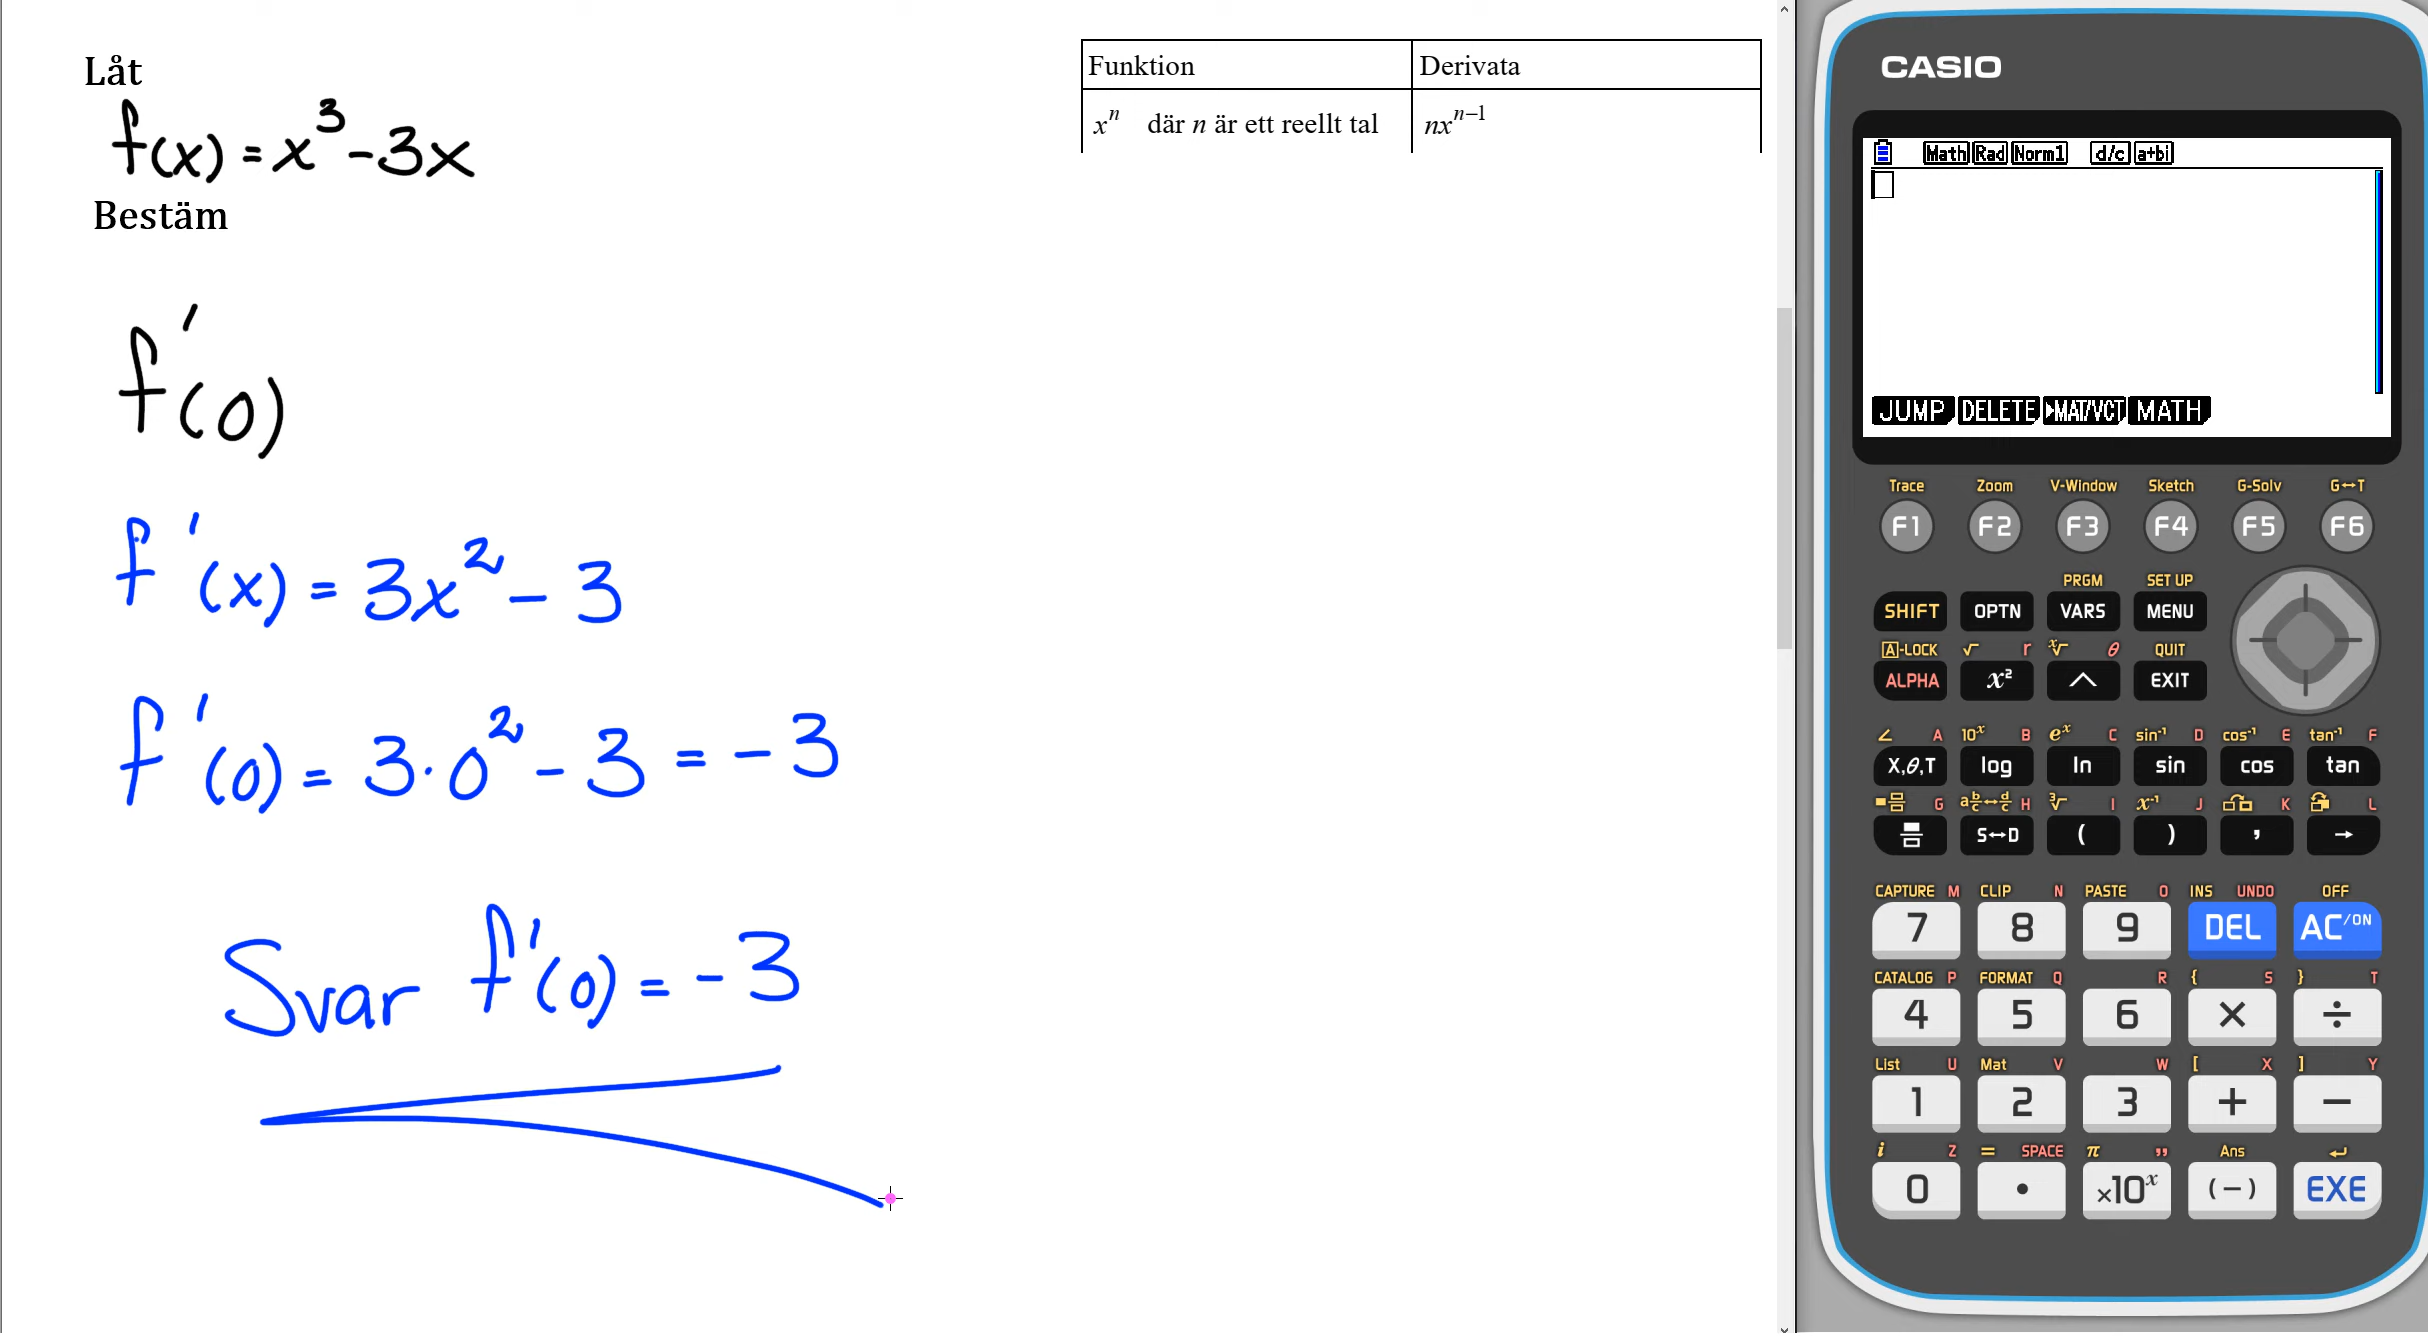 Låt
f(x) = x³ - 3x
Bestäm
f'(0)
f'(x) = 3x² - 3
f'(0) = 3·0² - 3 = -3
Svar f'(0) = -3
Funktion Derivata
xⁿ där n är ett reellt tal nxⁿ⁻¹
CASIO
Math Rad Norm1 d/c a+bi
JUMP DELETE ►MAT/VCT MATH
Trace Zoom V-Window Sketch G-Solv G↔T
F1 F2 F3 F4 F5 F6
PRGM SET UP
SHIFT OPTN VARS MENU
A-LOCK √ r ˣ√ θ QUIT
ALPHA x² ^ EXIT
∠ A 10ˣ B eˣ C sin⁻¹ D cos⁻¹ E tan⁻¹ F
X,θ,T log ln sin cos tan
G a b/c↔d/c H ³√ I x⁻¹ J K L
S↔D ( ) , →
CAPTURE M CLIP N PASTE O INS UNDO OFF
7 8 9 DEL AC/ON
CATALOG P FORMAT Q R { S } T
4 5 6 × ÷
List U Mat V W [ X ] Y
1 2 3 + −
i Z = SPACE π " Ans ↵
0 • ×10ˣ (−) EXE